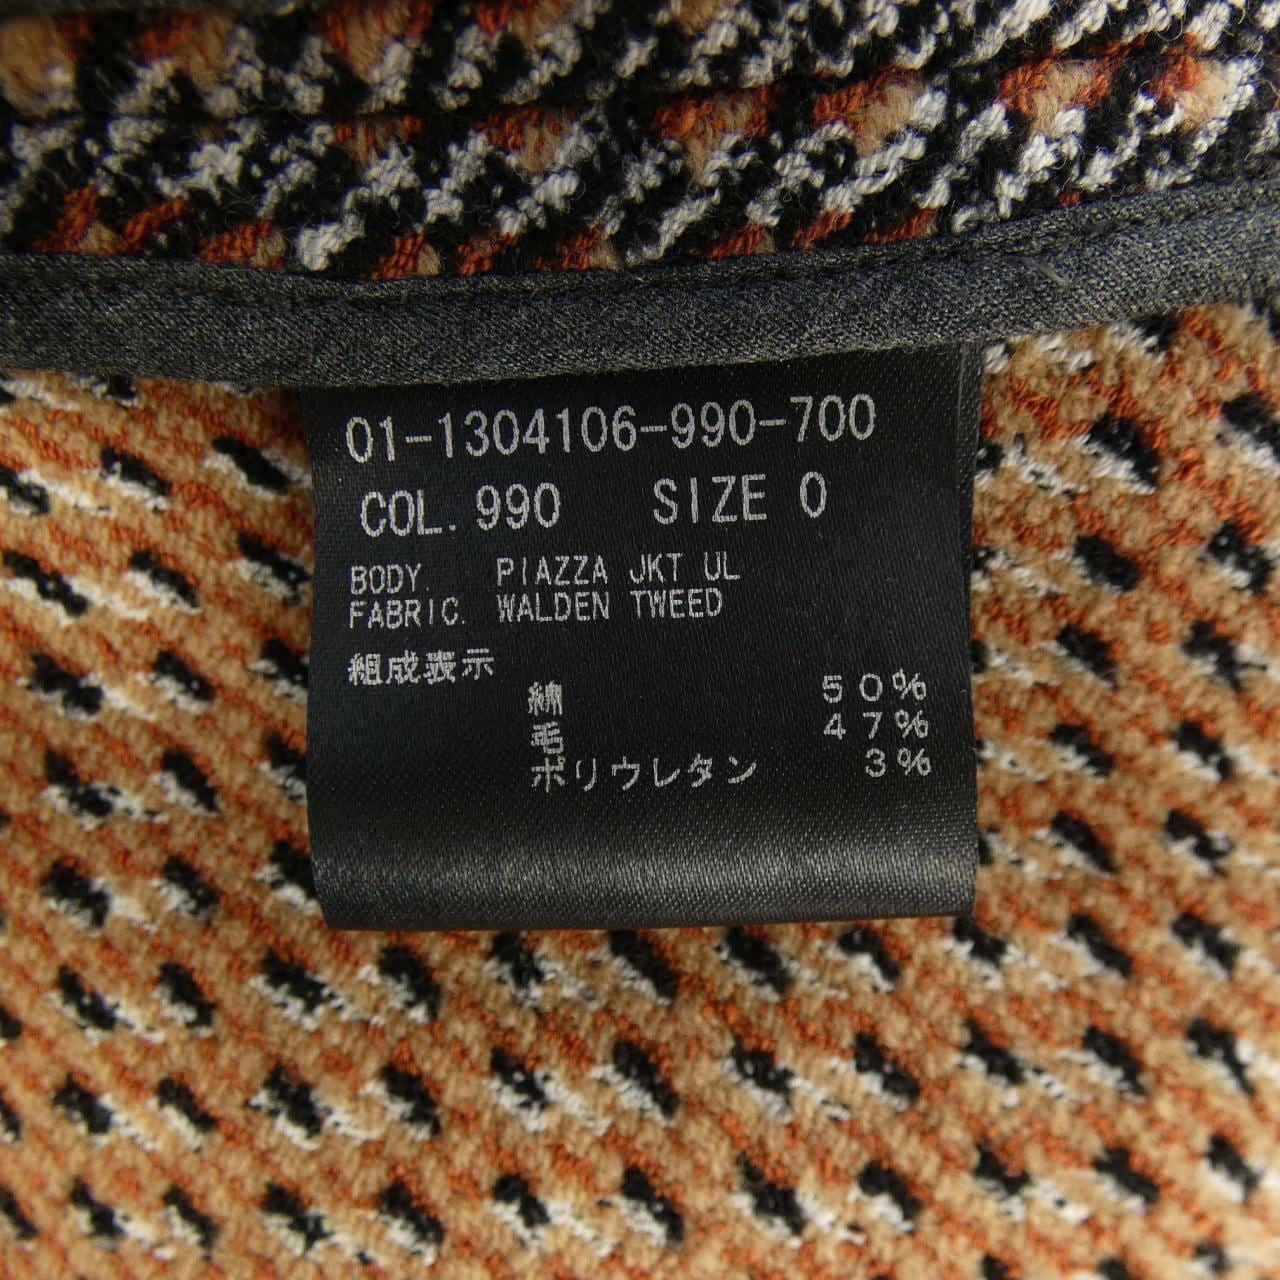 01-1304106-990-700
COL. 990 SIZE 0
BODY. PIAZZA JKT UL
FABRIC. WALDEN TWEED
組成表示
綿 50%
毛 47%
ポリウレタン 3%